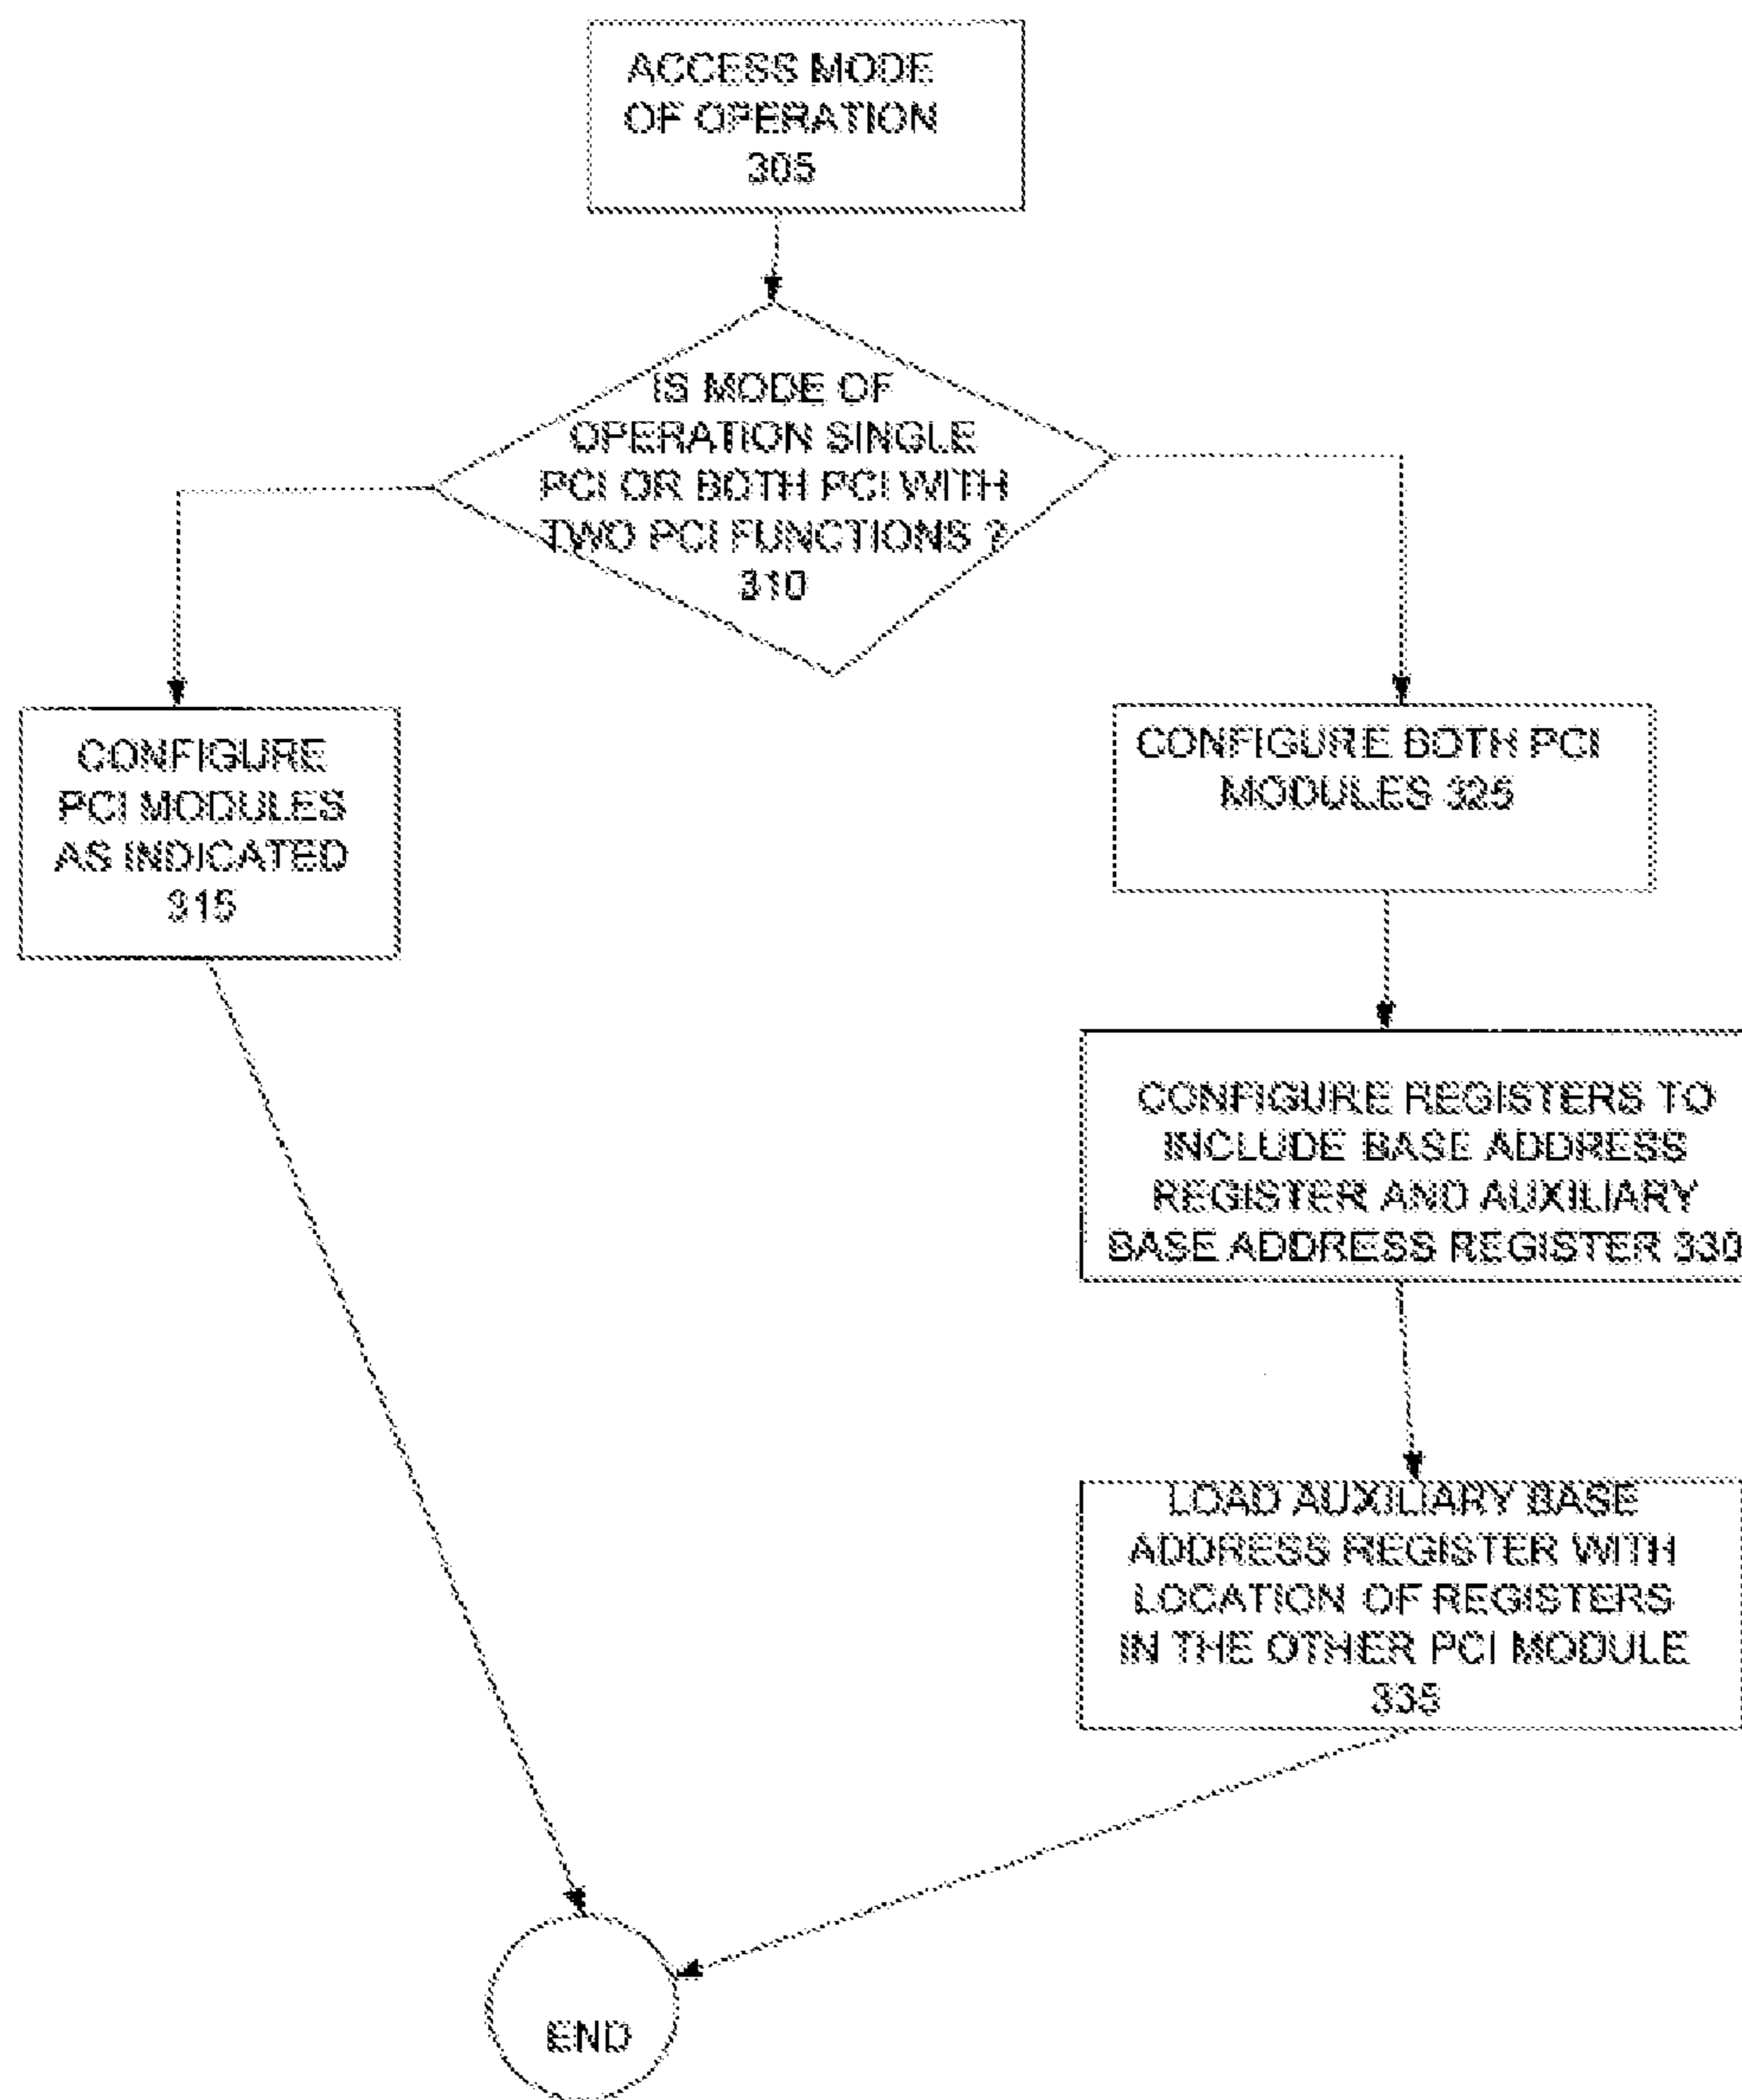 ACCESS MODE
OF OPERATION
305
IS MODE OF
OPERATION SINGLE
PCI OR BOTH PCI WITH
TWO PCI FUNCTIONS ?
310
CONFIGURE
PCI MODULES
AS INDICATED
315
CONFIGURE BOTH PCI
MODULES 325
CONFIGURE REGISTERS TO
INCLUDE BASE ADDRESS
REGISTER AND AUXILIARY
BASE ADDRESS REGISTER 330
LOAD AUXILIARY BASE
ADDRESS REGISTER WITH
LOCATION OF REGISTERS
IN THE OTHER PCI MODULE
335
END